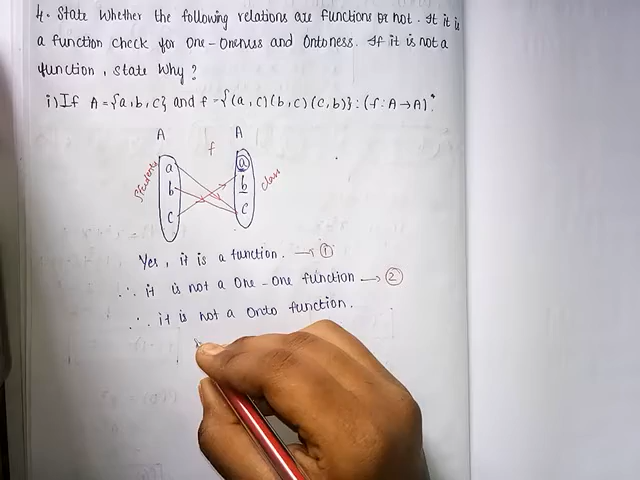 4. State Whether the following relations are functions or not. If it is
a function check for One-Oneness and Ontoness. If it is not a
function, state Why?
i) If A = {a, b, c} and f = {(a, c) (b, c) (c, b)} : (f : A → A) :
A f A
Students
a a
b b
c c
class
Yes, it is a function. → ①
∴ it is not a One-One function → ②
∴ it is not a Onto function.